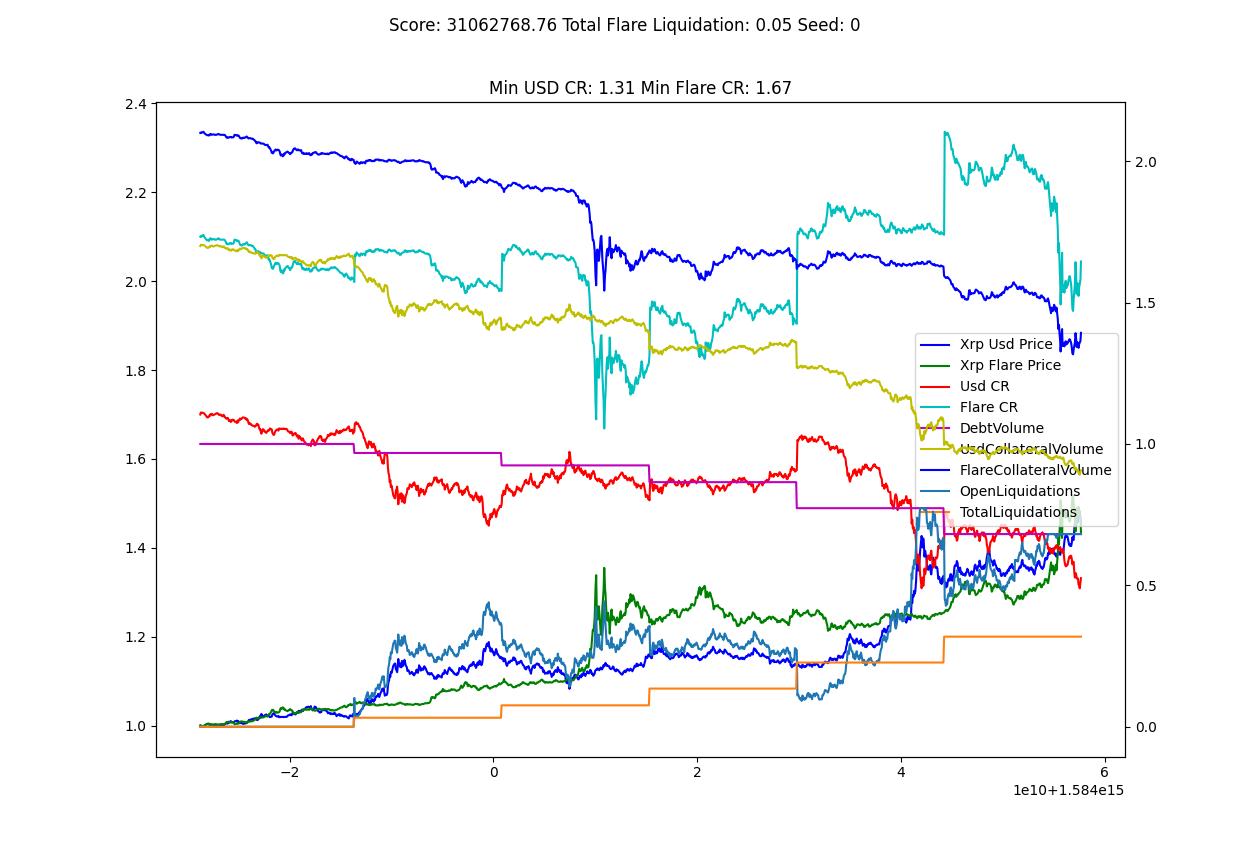 Score: 31062768.76 Total Flare Liquidation: 0.05 Seed: 0
Min USD CR: 1.31 Min Flare CR: 1.67
2.4
2.2
2.0
1.8
1.6
1.4
1.2
1.0
2.0
1.5
1.0
0.5
0.0
Xrp Usd Price
Xrp Flare Price
Usd CR
Flare CR
DebtVolume
UsdCollateralVolume
FlareCollateralVolume
OpenLiquidations
TotalLiquidations
−2 0 2 4 6
1e10+1.584e15